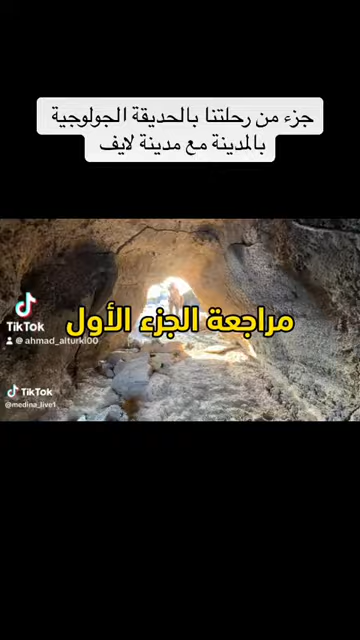 جزء من رحلتنا بالحديقة الجولوجية
بالمدينة مع مدينة لايف
مراجعة الجزء الأول
TikTok
@ahmad_alturki00
TikTok
@medina_live1